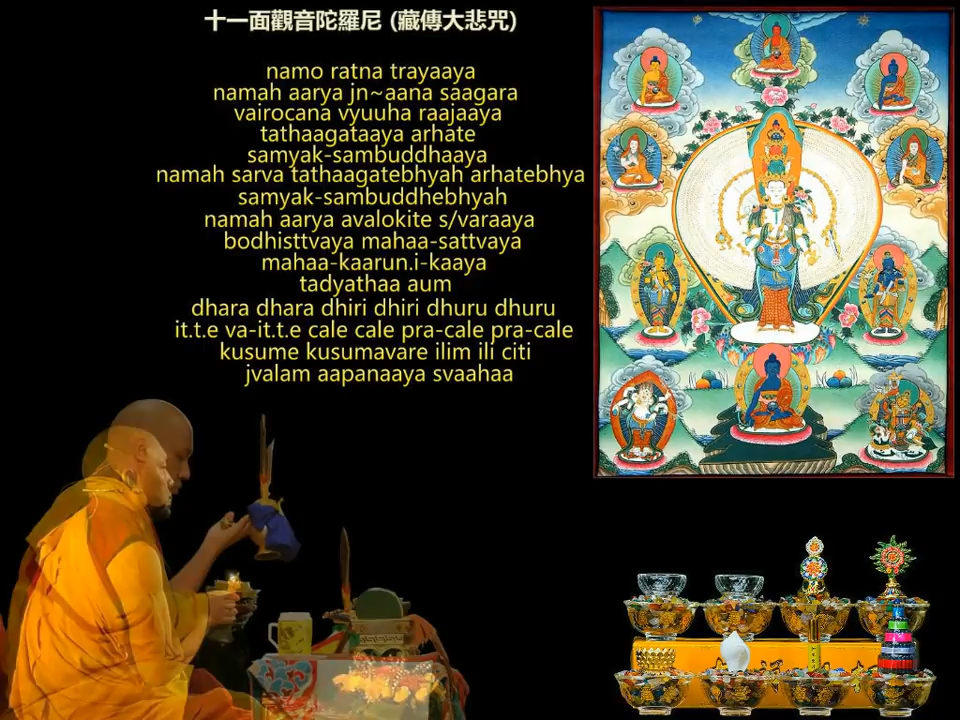 十一面觀音陀羅尼 (藏傳大悲咒)
namo ratna trayaaya
namah aarya jn~aana saagara
vairocana vyuuha raajaaya
tathaagataaya arhate
samyak-sambuddhaaya
namah sarva tathaagatebhyah arhatebhya
samyak-sambuddhebhyah
namah aarya avalokite s/varaaya
bodhisttvaya mahaa-sattvaya
mahaa-kaarun.i-kaaya
tadyathaa aum
dhara dhara dhiri dhiri dhuru dhuru
it.t.e va-it.t.e cale cale pra-cale pra-cale
kusume kusumavare ilim ili citi
jvalam aapanaaya svaahaa